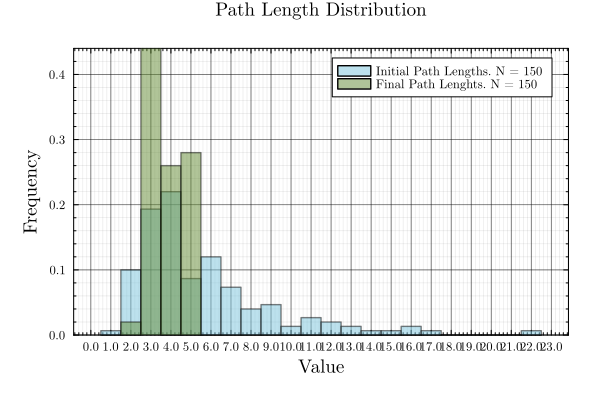 Path Length Distribution
Initial Path Lengths. N = 150
Final Path Lenghts. N = 150
0.4
0.3
0.2
0.1
0.0
Frequency
0.0 1.0 2.0 3.0 4.0 5.0 6.0 7.0 8.0 9.0 10.0 11.0 12.0 13.0 14.0 15.0 16.0 17.0 18.0 19.0 20.0 21.0 22.0 23.0
Value